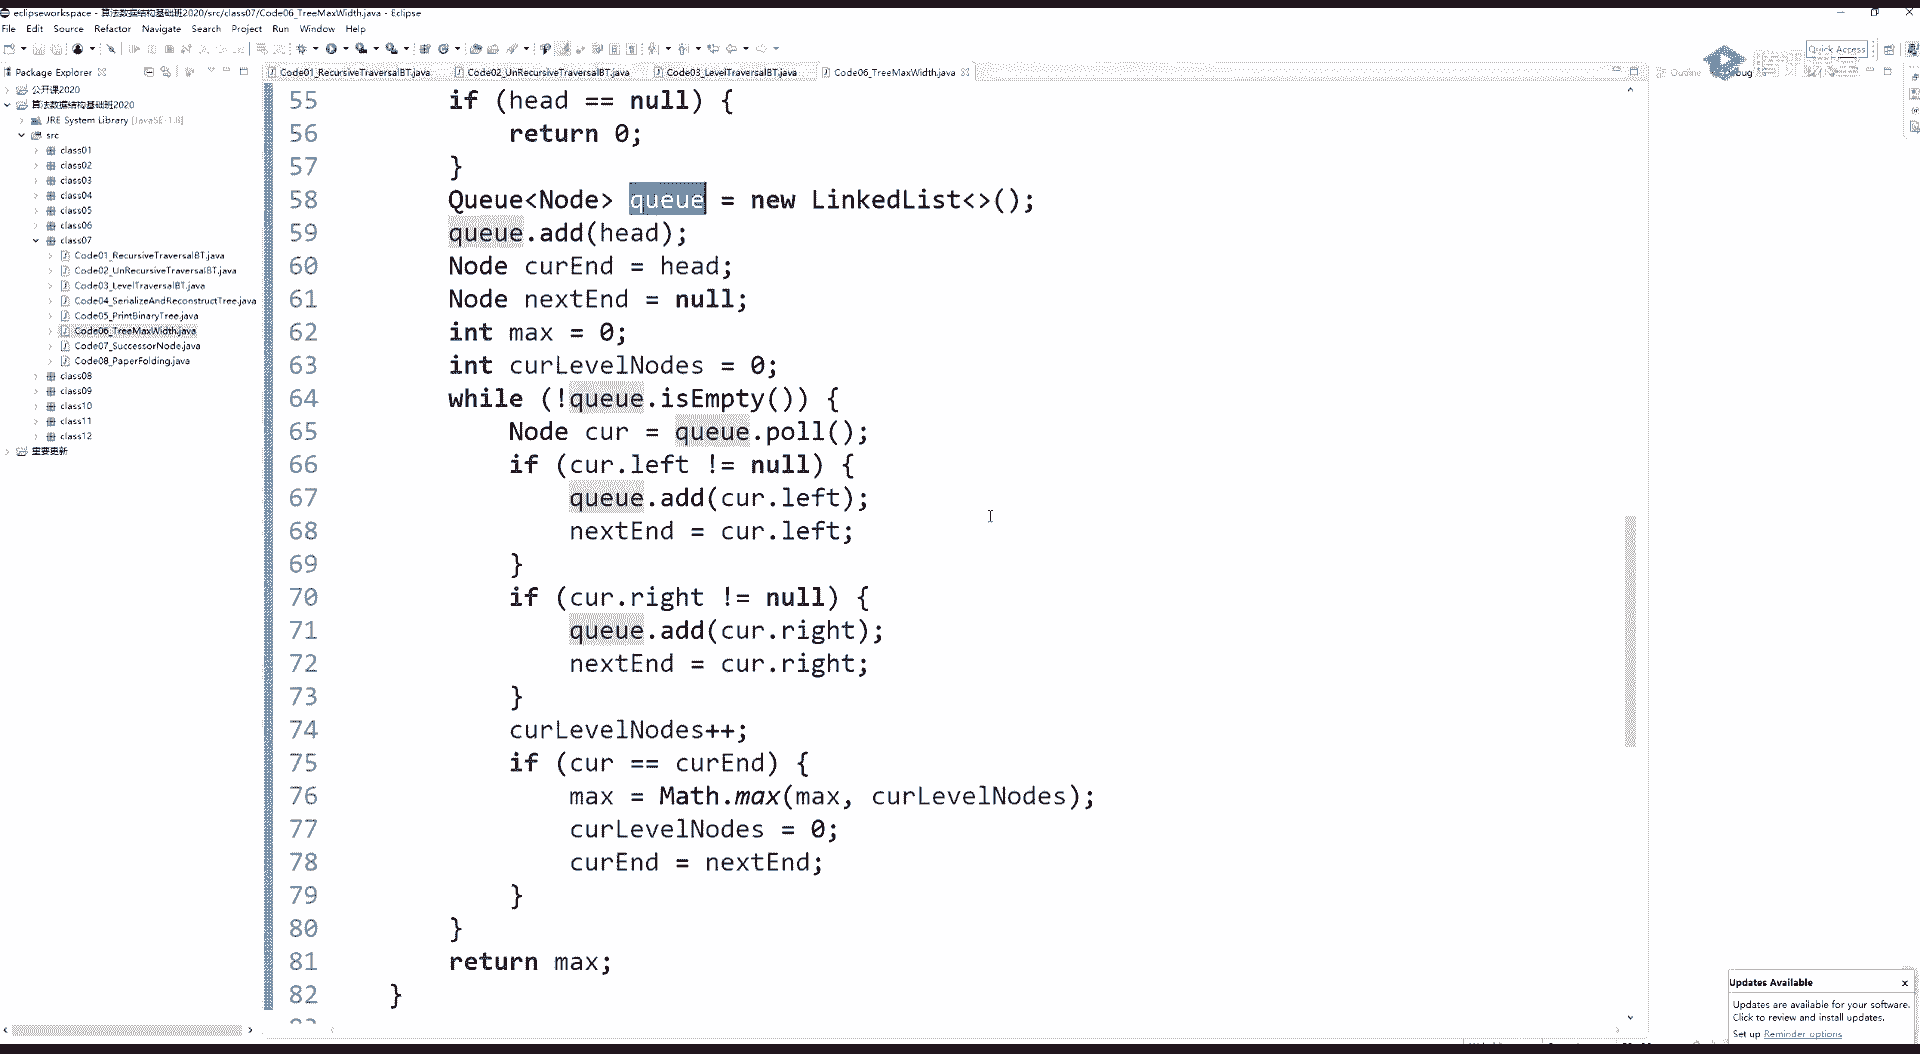 eclipseworkspace - 算法数据结构基础班2020/src/class07/Code06_TreeMaxWidth.java - Eclipse
File Edit Source Refactor Navigate Search Project Run Window Help
Quick Access
Package Explorer
Code01_RecursiveTraversalBT.java
Code02_UnRecursiveTraversalBT.java
Code03_LevelTraversalBT.java
Code06_TreeMaxWidth.java
Outline
公开课2020
算法数据结构基础班2020
JRE System Library [JavaSE-1.8]
src
class01
class02
class03
class04
class05
class06
class07
Code01_RecursiveTraversalBT.java
Code02_UnRecursiveTraversalBT.java
Code03_LevelTraversalBT.java
Code04_SerializeAndReconstructTree.java
Code05_PrintBinaryTree.java
Code06_TreeMaxWidth.java
Code07_SuccessorNode.java
Code08_PaperFolding.java
class08
class09
class10
class11
class12
重要更新
55 if (head == null) {
56 return 0;
57 }
58 Queue<Node> queue = new LinkedList<>();
59 queue.add(head);
60 Node curEnd = head;
61 Node nextEnd = null;
62 int max = 0;
63 int curLevelNodes = 0;
64 while (!queue.isEmpty()) {
65 Node cur = queue.poll();
66 if (cur.left != null) {
67 queue.add(cur.left);
68 nextEnd = cur.left;
69 }
70 if (cur.right != null) {
71 queue.add(cur.right);
72 nextEnd = cur.right;
73 }
74 curLevelNodes++;
75 if (cur == curEnd) {
76 max = Math.max(max, curLevelNodes);
77 curLevelNodes = 0;
78 curEnd = nextEnd;
79 }
80 }
81 return max;
82 }
Updates Available
Updates are available for your software.
Click to review and install updates.
Set up Reminder options